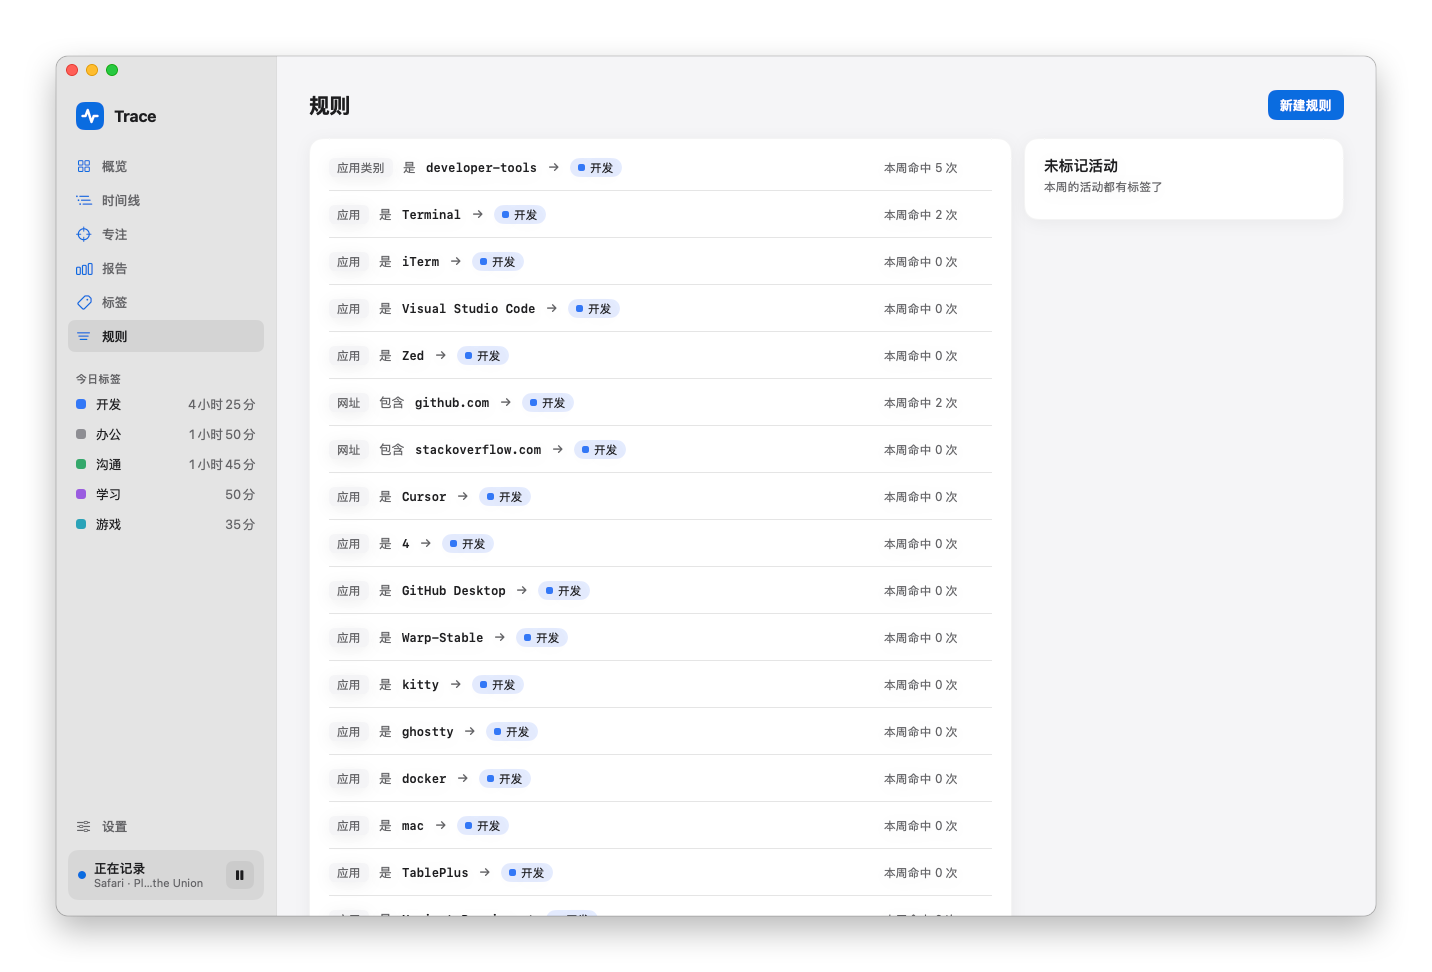 Trace
概览
时间线
专注
报告
标签
规则
今日标签
开发 4小时25分
办公 1小时50分
沟通 1小时45分
学习 50分
游戏 35分
设置
正在记录
Safari · Pl...the Union
规则
新建规则
应用类别 是 developer-tools → 开发 本周命中 5 次
应用 是 Terminal → 开发 本周命中 2 次
应用 是 iTerm → 开发 本周命中 0 次
应用 是 Visual Studio Code → 开发 本周命中 0 次
应用 是 Zed → 开发 本周命中 0 次
网址 包含 github.com → 开发 本周命中 2 次
网址 包含 stackoverflow.com → 开发 本周命中 0 次
应用 是 Cursor → 开发 本周命中 0 次
应用 是 4 → 开发 本周命中 0 次
应用 是 GitHub Desktop → 开发 本周命中 0 次
应用 是 Warp-Stable → 开发 本周命中 0 次
应用 是 kitty → 开发 本周命中 0 次
应用 是 ghostty → 开发 本周命中 0 次
应用 是 docker → 开发 本周命中 0 次
应用 是 mac → 开发 本周命中 0 次
应用 是 TablePlus → 开发 本周命中 0 次
未标记活动
本周的活动都有标签了